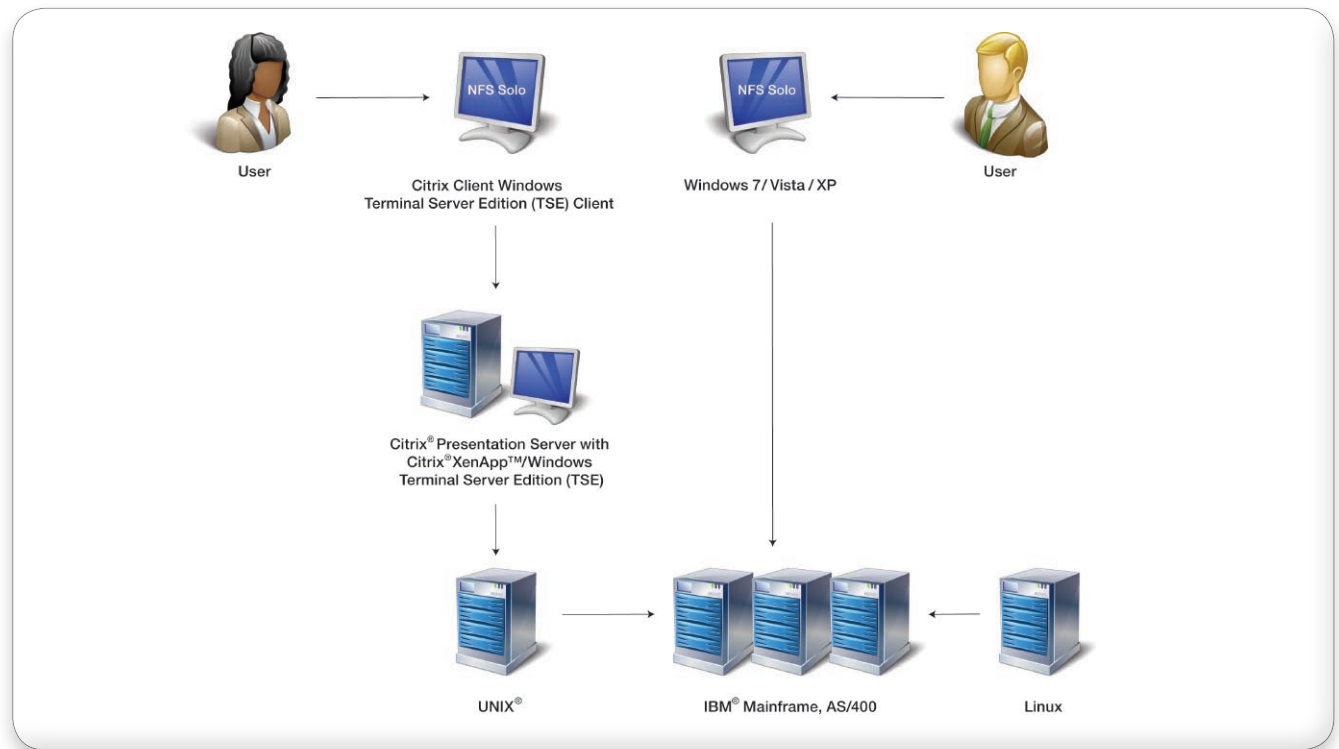 NFS Solo
NFS Solo
User
Citrix Client Windows
Terminal Server Edition (TSE) Client
Windows 7/ Vista / XP
User
Citrix® Presentation Server with
Citrix® XenApp™/Windows
Terminal Server Edition (TSE)
UNIX®
IBM® Mainframe, AS/400
Linux